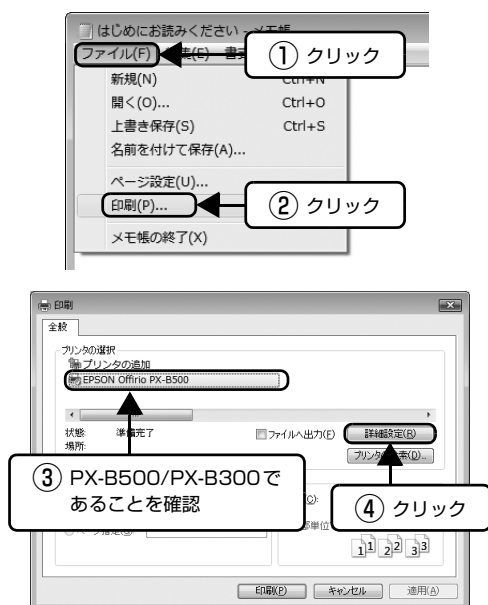 はじめにお読みください - メモ帳
ファイル(F)
① クリック
新規(N)
開く(O)... Ctrl+O
上書き保存(S) Ctrl+S
名前を付けて保存(A)...
ページ設定(U)...
印刷(P)...
② クリック
メモ帳の終了(X)
印刷
全般
プリンタの選択
プリンタの追加
EPSON Offirio PX-B500
状態: 準備完了
場所:
ファイルへ出力(F)
詳細設定(R)
③ PX-B500/PX-B300で
あることを確認
④ クリック
11 22 33
印刷(P) キャンセル 適用(A)